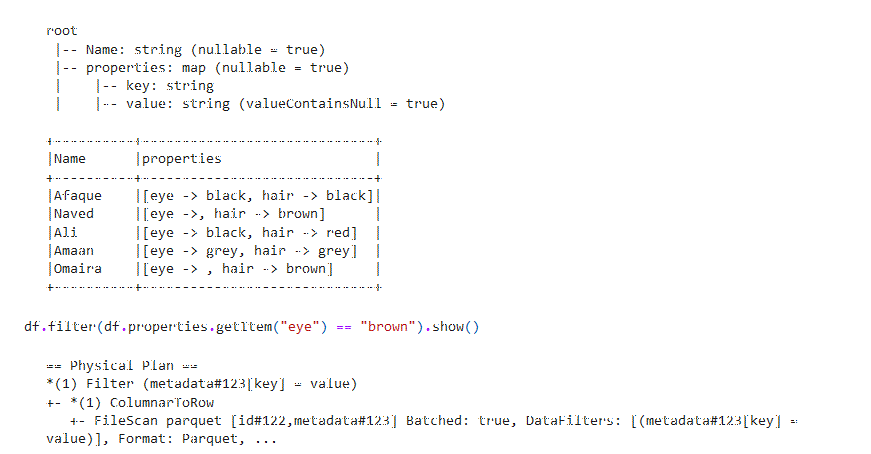 root
 |-- Name: string (nullable = true)
 |-- properties: map (nullable = true)
 |    |-- key: string
 |    |-- value: string (valueContainsNull = true)
+----------+-----------------------------+
|Name      |properties                   |
+----------+-----------------------------+
|Afaque    |[eye -> black, hair -> black]|
|Naved     |[eye ->, hair -> brown]      |
|Ali       |[eye -> black, hair -> red]  |
|Amaan     |[eye -> grey, hair -> grey]  |
|Omaira    |[eye -> , hair -> brown]     |
+----------+-----------------------------+
df.filter(df.properties.getItem("eye") == "brown").show()
== Physical Plan ==
*(1) Filter (metadata#123[key] = value)
+- *(1) ColumnarToRow
   +- FileScan parquet [id#122,metadata#123] Batched: true, DataFilters: [(metadata#123[key] =
value)], Format: Parquet, ...